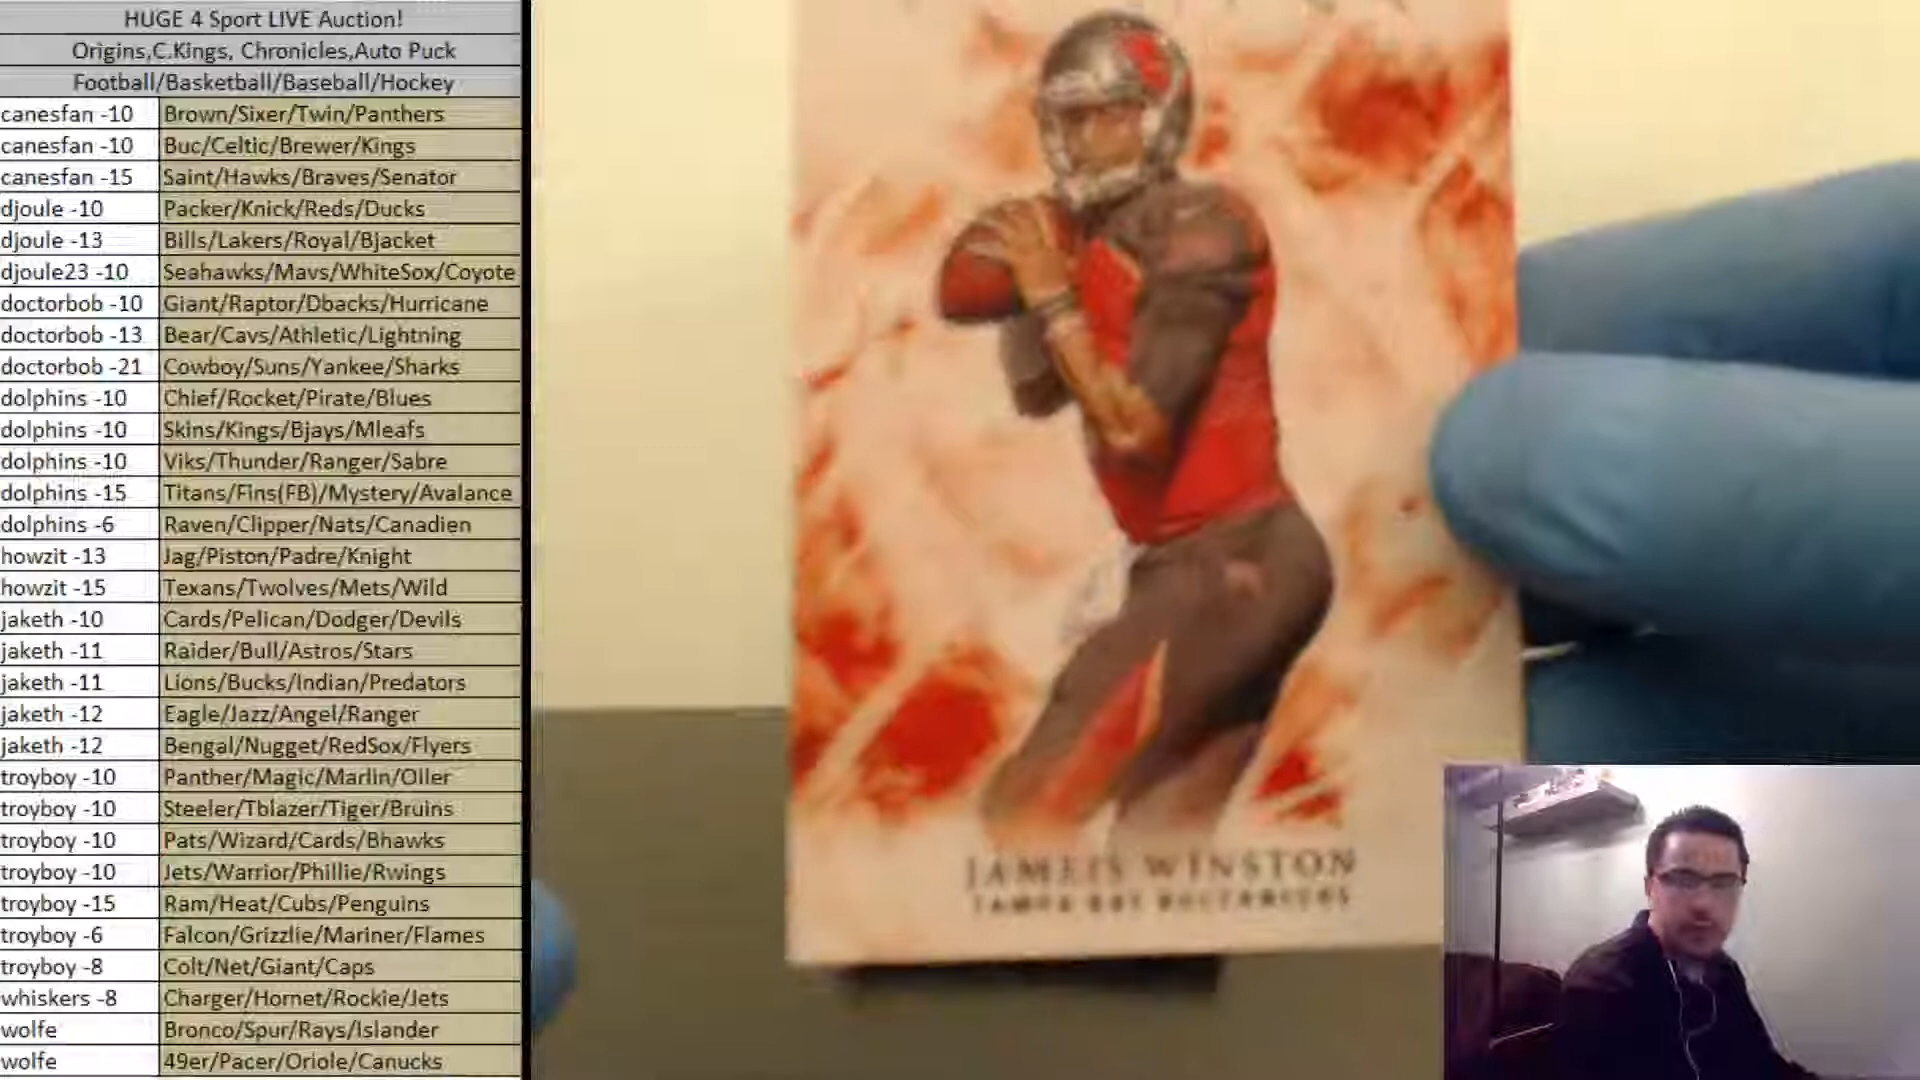 HUGE 4 Sport LIVE Auction!
Origins,C.Kings, Chronicles,Auto Puck
Football/Basketball/Baseball/Hockey
canesfan -10 Brown/Sixer/Twin/Panthers
canesfan -10 Buc/Celtic/Brewer/Kings
canesfan -15 Saint/Hawks/Braves/Senator
djoule -10 Packer/Knick/Reds/Ducks
djoule -13 Bills/Lakers/Royal/Bjacket
djoule23 -10 Seahawks/Mavs/WhiteSox/Coyote
doctorbob -10 Giant/Raptor/Dbacks/Hurricane
doctorbob -13 Bear/Cavs/Athletic/Lightning
doctorbob -21 Cowboy/Suns/Yankee/Sharks
dolphins -10 Chief/Rocket/Pirate/Blues
dolphins -10 Skins/Kings/Bjays/Mleafs
dolphins -10 Viks/Thunder/Ranger/Sabre
dolphins -15 Titans/Fins(FB)/Mystery/Avalance
dolphins -6 Raven/Clipper/Nats/Canadien
howzit -13 Jag/Piston/Padre/Knight
howzit -15 Texans/Twolves/Mets/Wild
jaketh -10 Cards/Pelican/Dodger/Devils
jaketh -11 Raider/Bull/Astros/Stars
jaketh -11 Lions/Bucks/Indian/Predators
jaketh -12 Eagle/Jazz/Angel/Ranger
jaketh -12 Bengal/Nugget/RedSox/Flyers
troyboy -10 Panther/Magic/Marlin/Oiler
troyboy -10 Steeler/Tblazer/Tiger/Bruins
troyboy -10 Pats/Wizard/Cards/Bhawks
troyboy -10 Jets/Warrior/Phillie/Rwings
troyboy -15 Ram/Heat/Cubs/Penguins
troyboy -6 Falcon/Grizzlie/Mariner/Flames
troyboy -8 Colt/Net/Giant/Caps
whiskers -8 Charger/Hornet/Rockie/Jets
wolfe Bronco/Spur/Rays/Islander
wolfe 49er/Pacer/Oriole/Canucks
JAMEIS WINSTON
TAMPA BAY BUCCANEERS